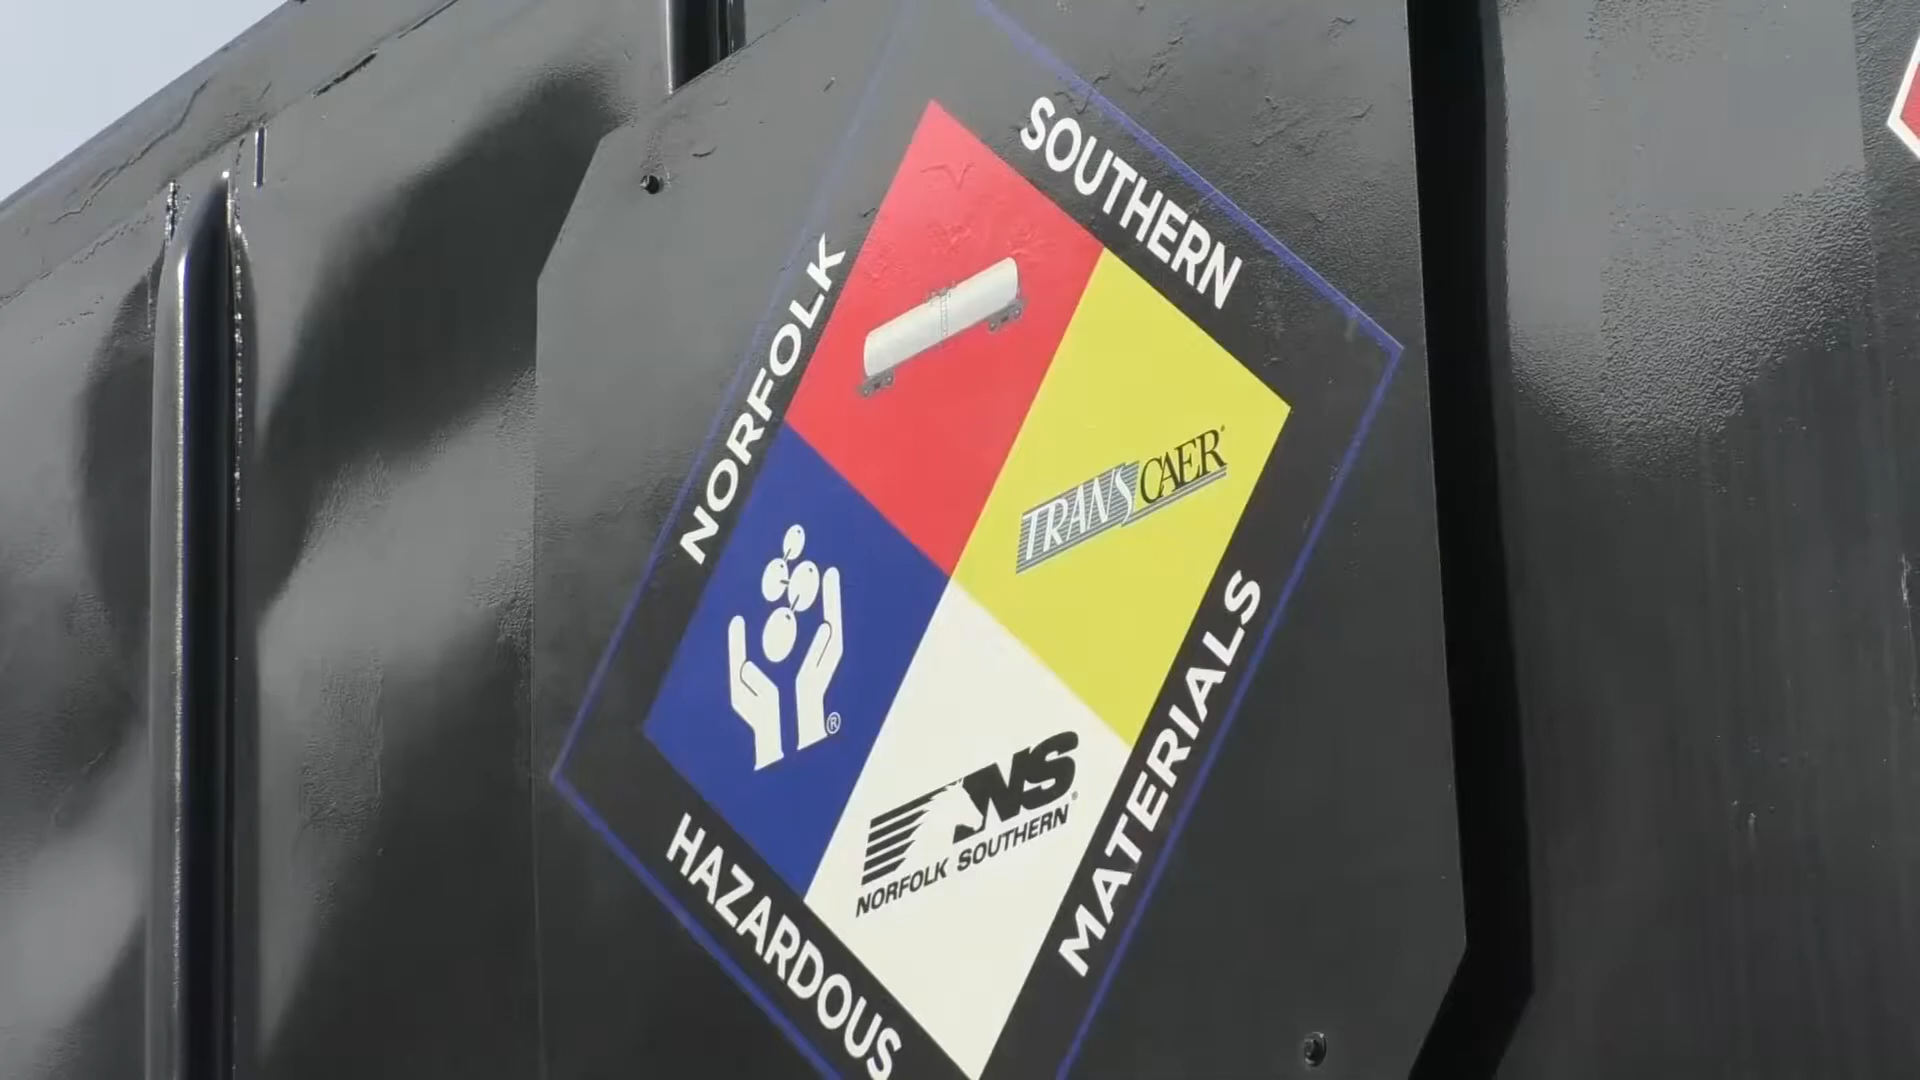 NORFOLK
SOUTHERN
TRANSCAER®
®
NS®
NORFOLK SOUTHERN
HAZARDOUS
MATERIALS